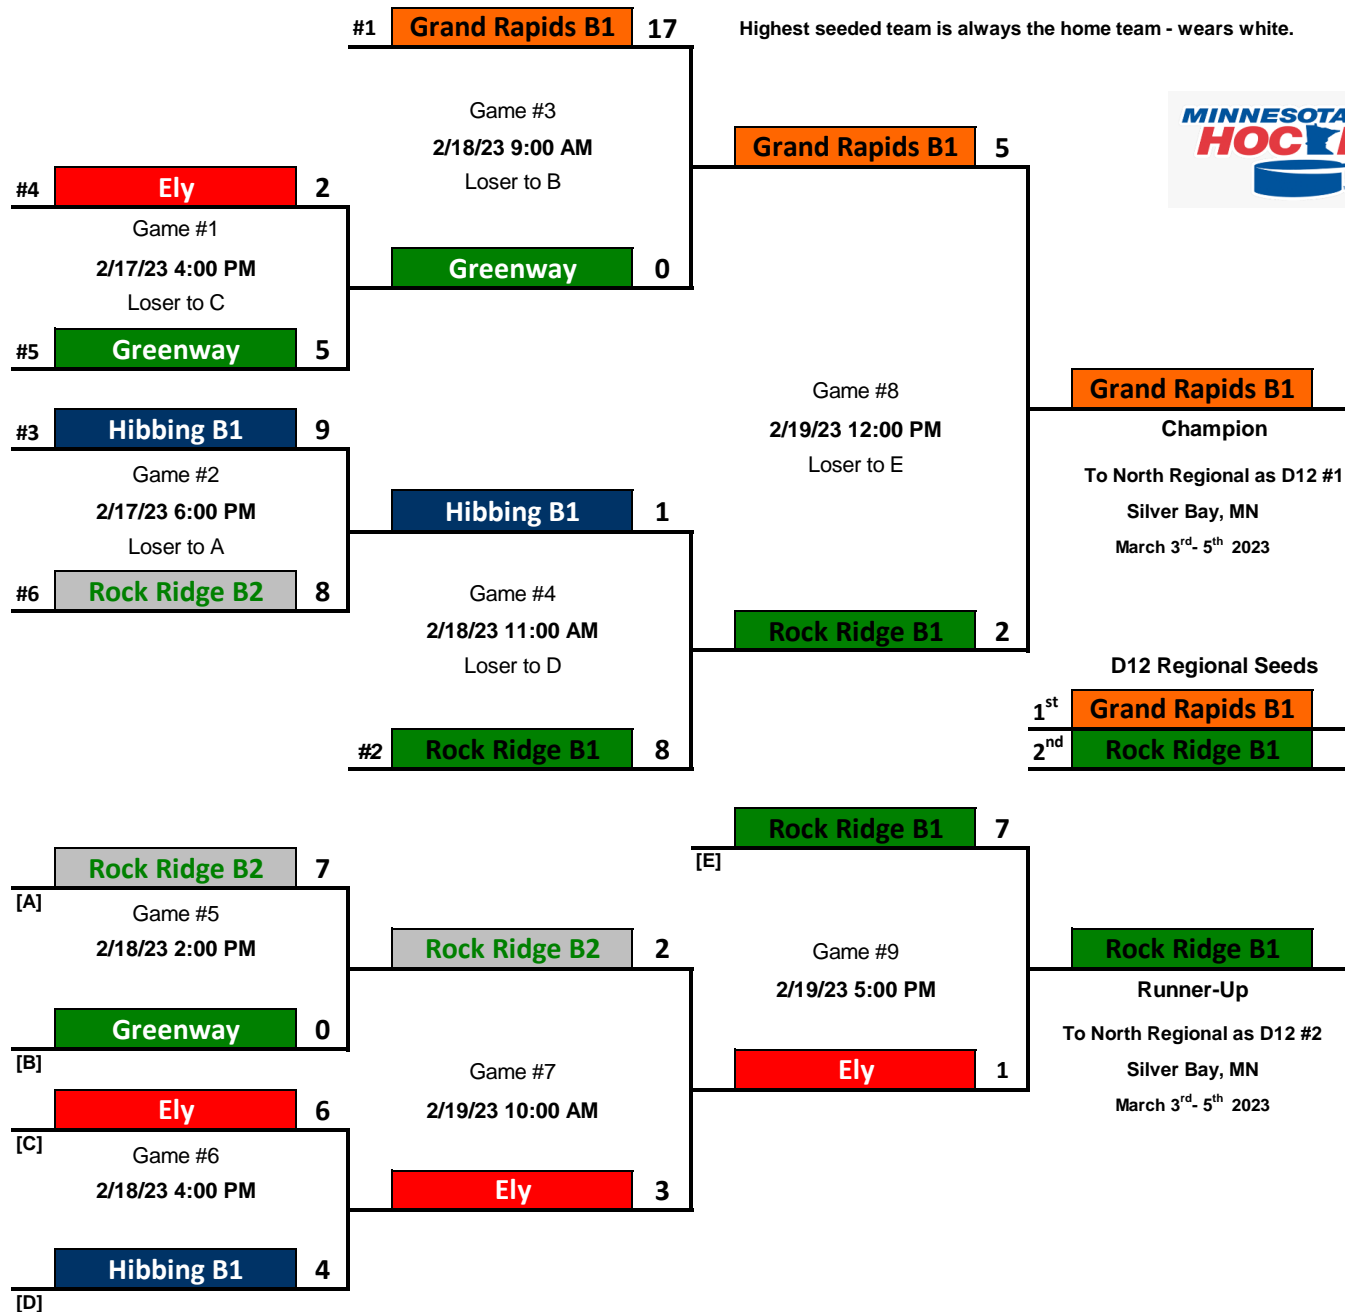 #1 Grand Rapids B1 17
Highest seeded team is always the home team - wears white.
Game #3
2/18/23 9:00 AM
Loser to B
MINNESOTA
Grand Rapids B1 5
#4 Ely 2
Game #1
2/17/23 4:00 PM
Loser to C
Greenway 0
#5 Greenway 5
#3 Hibbing B1 9
Game #2
2/17/23 6:00 PM
Loser to A
#6 Rock Ridge B2 8
Game #8
2/19/23 12:00 PM
Loser to E
Grand Rapids B1
Champion
To North Regional as D12 #1
Silver Bay, MN
March 3rd- 5th 2023
Hibbing B1 1
Game #4
2/18/23 11:00 AM
Loser to D
Rock Ridge B1 2
#2 Rock Ridge B1 8
D12 Regional Seeds
1st Grand Rapids B1
2nd Rock Ridge B1
Rock Ridge B1 7
[E]
Rock Ridge B2 7
[A]
Game #5
2/18/23 2:00 PM
Greenway 0
[B]
Rock Ridge B2 2
Game #9
2/19/23 5:00 PM
Rock Ridge B1
Runner-Up
To North Regional as D12 #2
Silver Bay, MN
March 3rd- 5th 2023
Game #7
2/19/23 10:00 AM
Ely 1
Ely 6
[C]
Game #6
2/18/23 4:00 PM
Ely 3
Hibbing B1 4
[D]